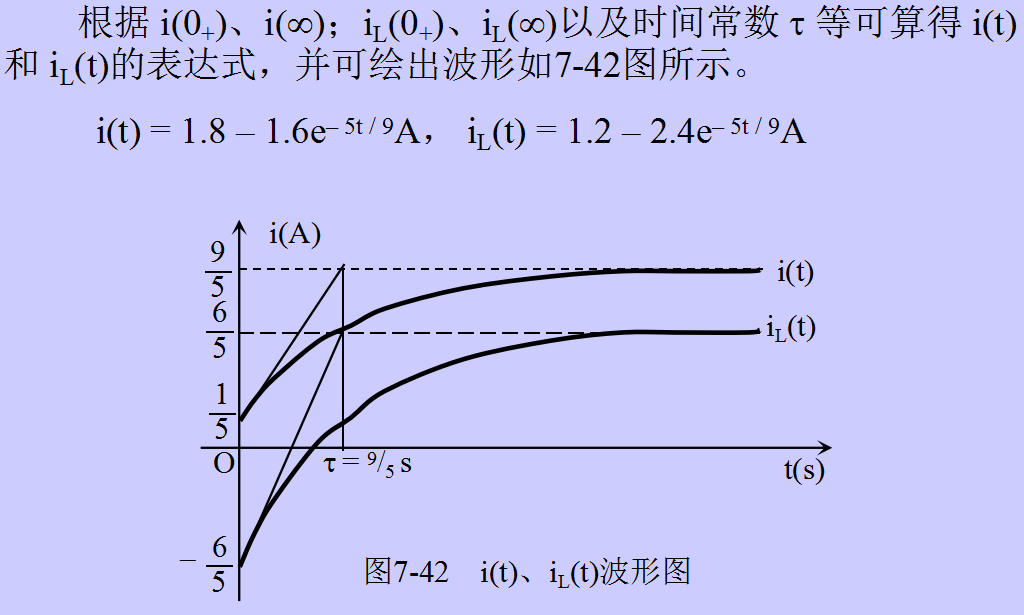 根据 i(0+)、i(∞)；iL(0+)、iL(∞)以及时间常数 τ 等可算得 i(t)
和 iL(t)的表达式，并可绘出波形如7-42图所示。
i(t) = 1.8 – 1.6e– 5t / 9A， iL(t) = 1.2 – 2.4e– 5t / 9A
i(A)
9/5
i(t)
6/5
iL(t)
1/5
O
τ = 9/5 s
t(s)
– 6/5
图7-42 i(t)、iL(t)波形图